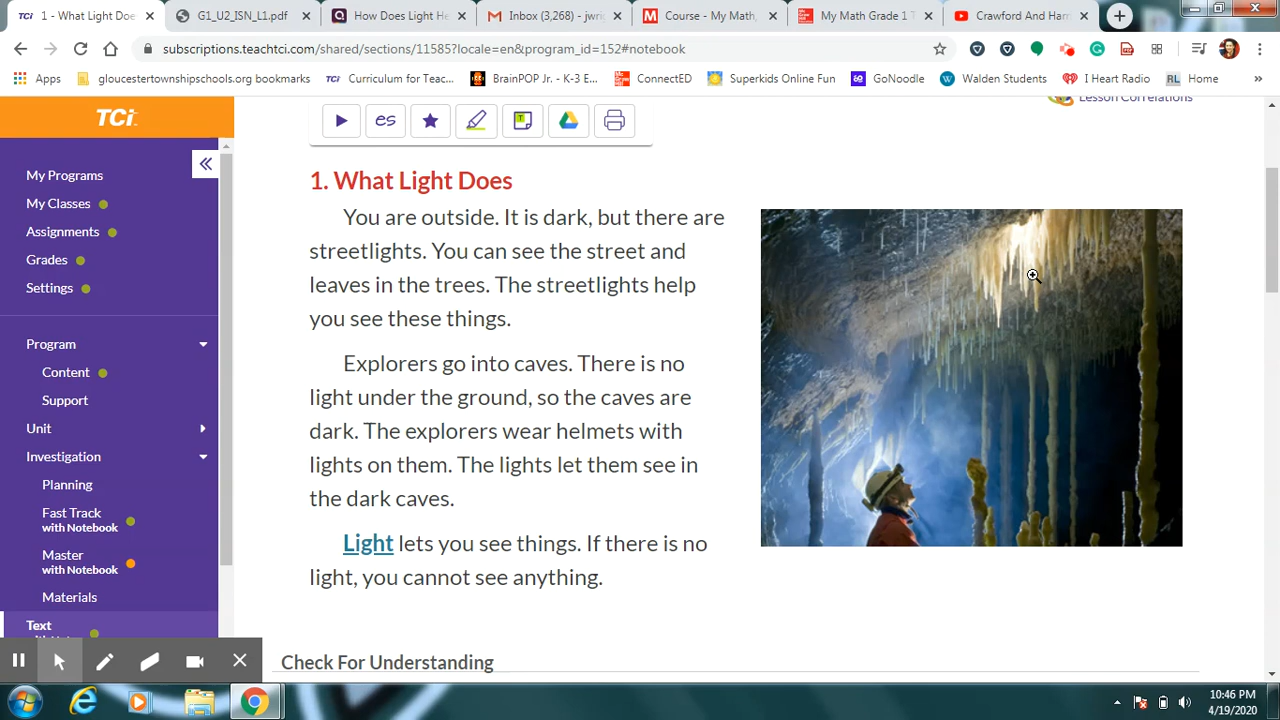 1 - What Light Doe
G1_U2_ISN_L1.pdf
How Does Light He
Inbox
- jwri
Course - My Math,
My Math Grade 1 T
Crawford And Harr
subscriptions.teachtci.com/shared/sections/11585?locale=en&program_id=152#notebook
Apps
gloucestertownshipschools.org bookmarks
TCi Curriculum for Teac...
BrainPOP Jr. - K-3 E...
ConnectED
Superkids Online Fun
GoNoodle
Walden Students
I Heart Radio
RL Home
»
TCi
Lesson Correlations
es
My Programs
My Classes
Assignments
Grades
Settings
Program
Content
Support
Unit
Investigation
Planning
Fast Track
with Notebook
Master
with Notebook
Materials
Text
1. What Light Does
You are outside. It is dark, but there are
streetlights. You can see the street and
leaves in the trees. The streetlights help
you see these things.
Explorers go into caves. There is no
light under the ground, so the caves are
dark. The explorers wear helmets with
lights on them. The lights let them see in
the dark caves.
Light lets you see things. If there is no
light, you cannot see anything.
Check For Understanding
10:46 PM
4/19/2020